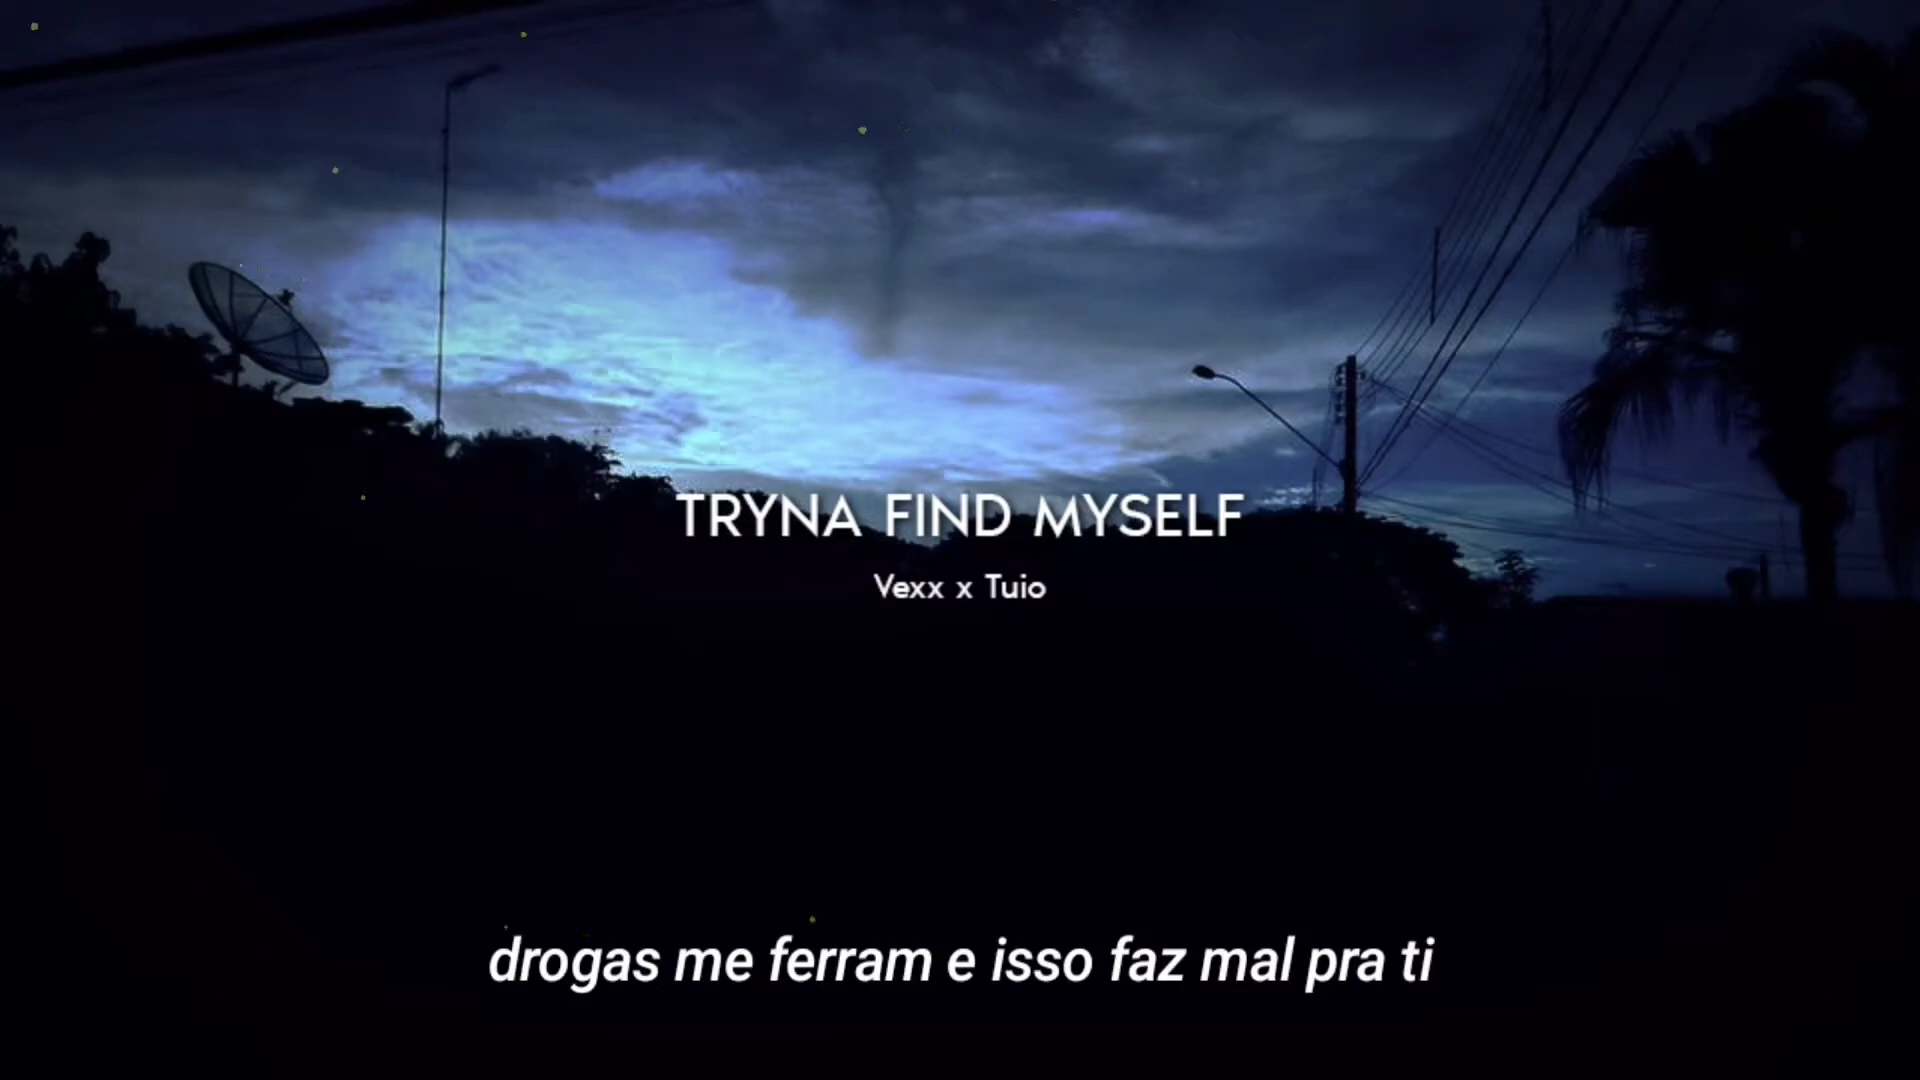 TRYNA FIND MYSELF
Vexx x Tuio
drogas me ferram e isso faz mal pra ti